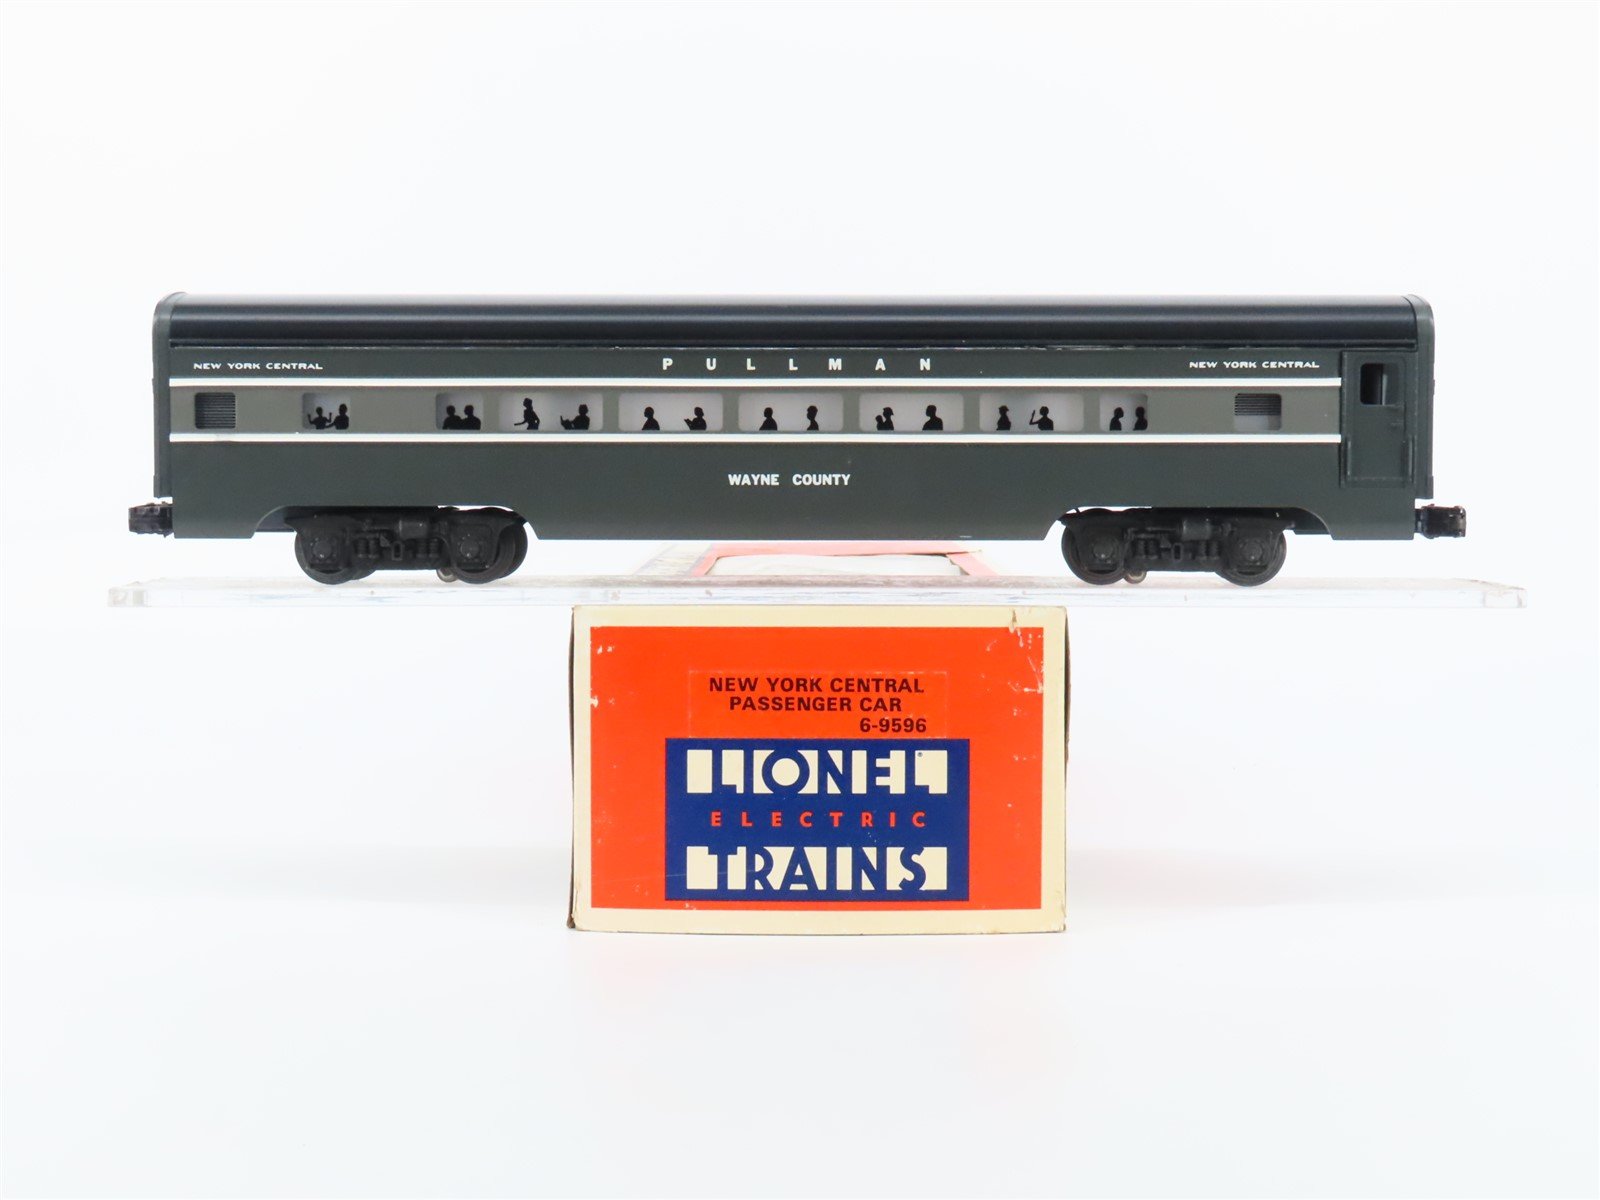 NEW YORK CENTRAL PULLMAN NEW YORK CENTRAL
WAYNE COUNTY
NEW YORK CENTRAL
PASSENGER CAR
6-9596
LIONEL®
ELECTRIC
TRAINS